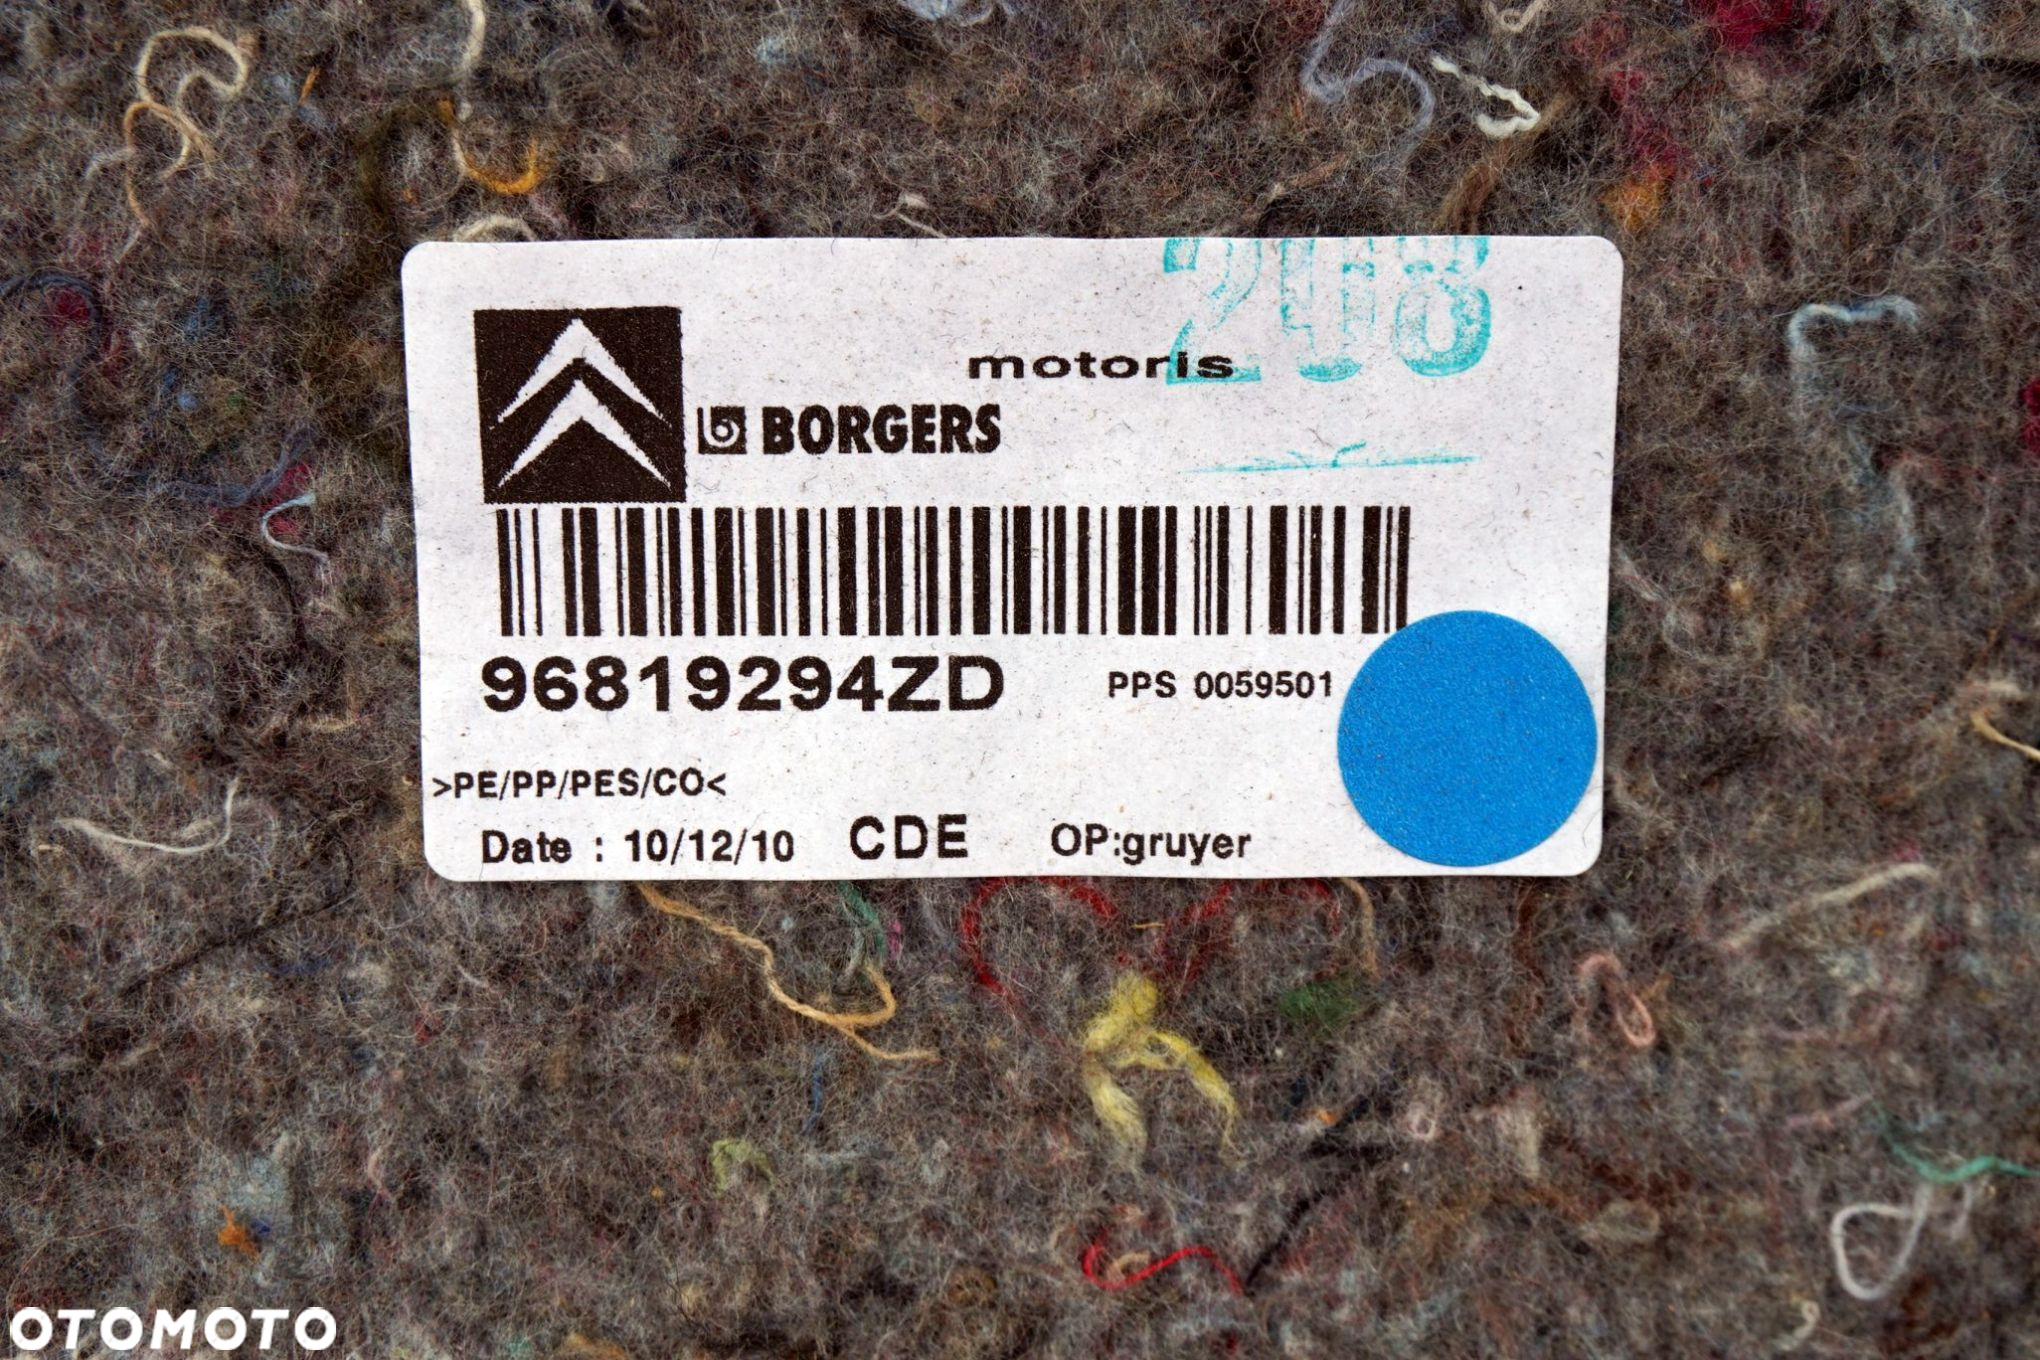 208
motoris
BORGERS
96819294ZD
PPS 0059501
>PE/PP/PES/CO<
Date : 10/12/10 CDE OP:gruyer
OTOMOTO